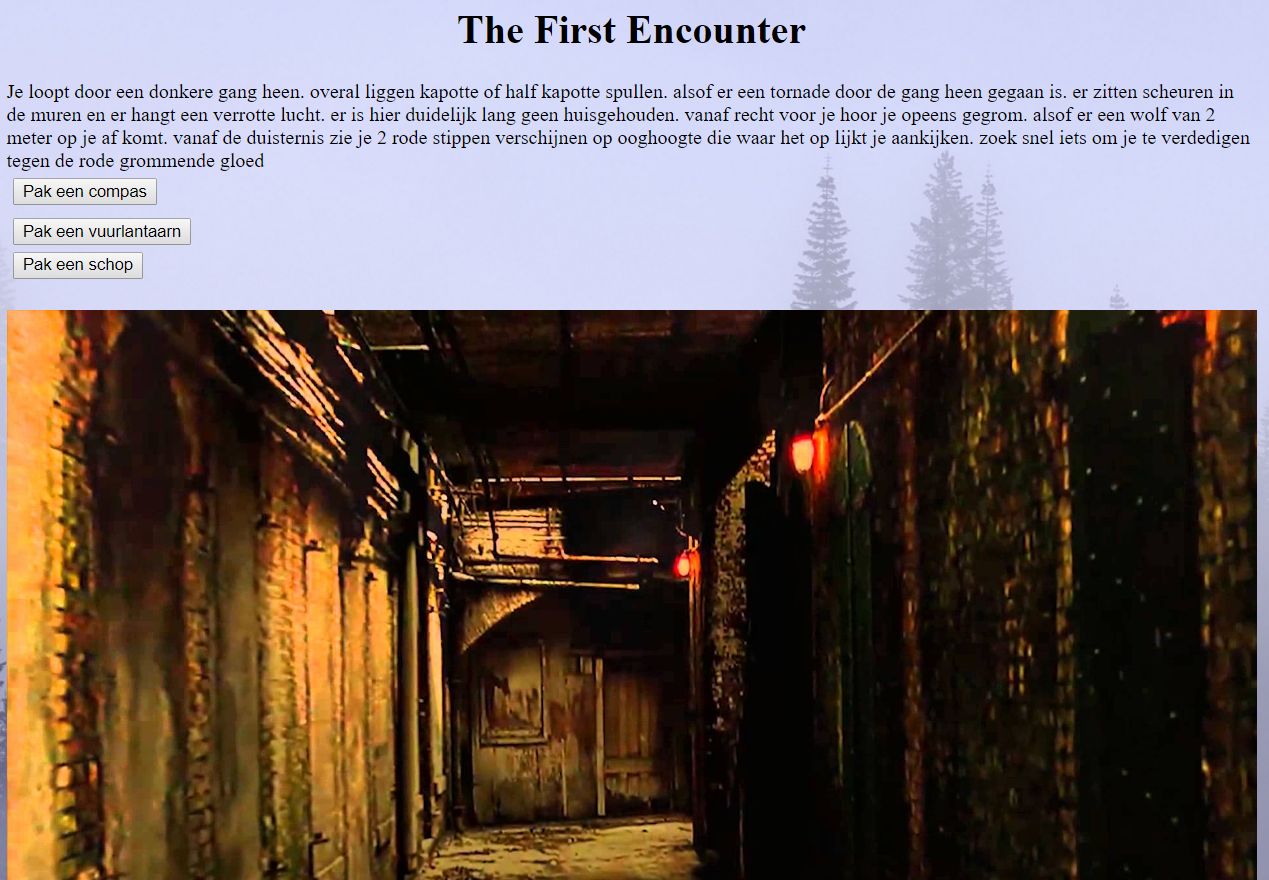 The First Encounter
Je loopt door een donkere gang heen. overal liggen kapotte of half kapotte spullen. alsof er een tornade door de gang heen gegaan is. er zitten scheuren in
de muren en er hangt een verrotte lucht. er is hier duidelijk lang geen huisgehouden. vanaf recht voor je hoor je opeens gegrom. alsof er een wolf van 2
meter op je af komt. vanaf de duisternis zie je 2 rode stippen verschijnen op ooghoogte die waar het op lijkt je aankijken. zoek snel iets om je te verdedigen
tegen de rode grommende gloed
Pak een compas
Pak een vuurlantaarn
Pak een schop